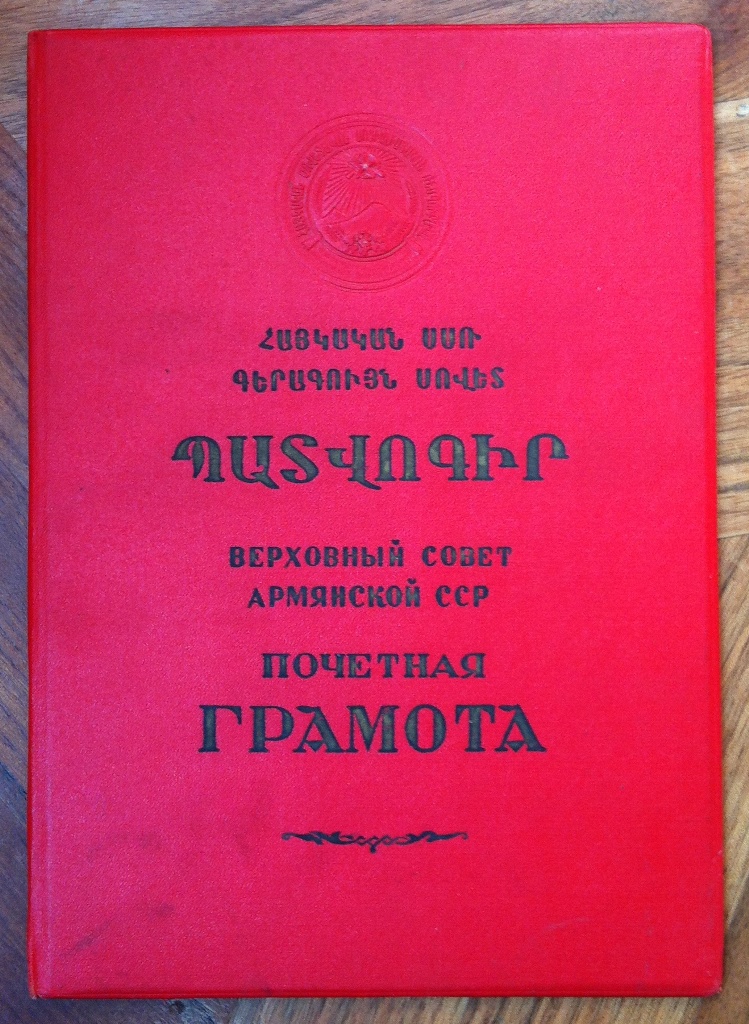 ՀԱՅԿԱԿԱՆ ՍՍՌ
ԳԵՐԱԳՈՒՅՆ ՍՈՎԵՏ
ՊԱՏՎՈԳԻՐ
ВЕРХОВНЫЙ СОВЕТ
АРМЯНСКОЙ ССР
ПОЧЕТНАЯ
ГРАМОТА